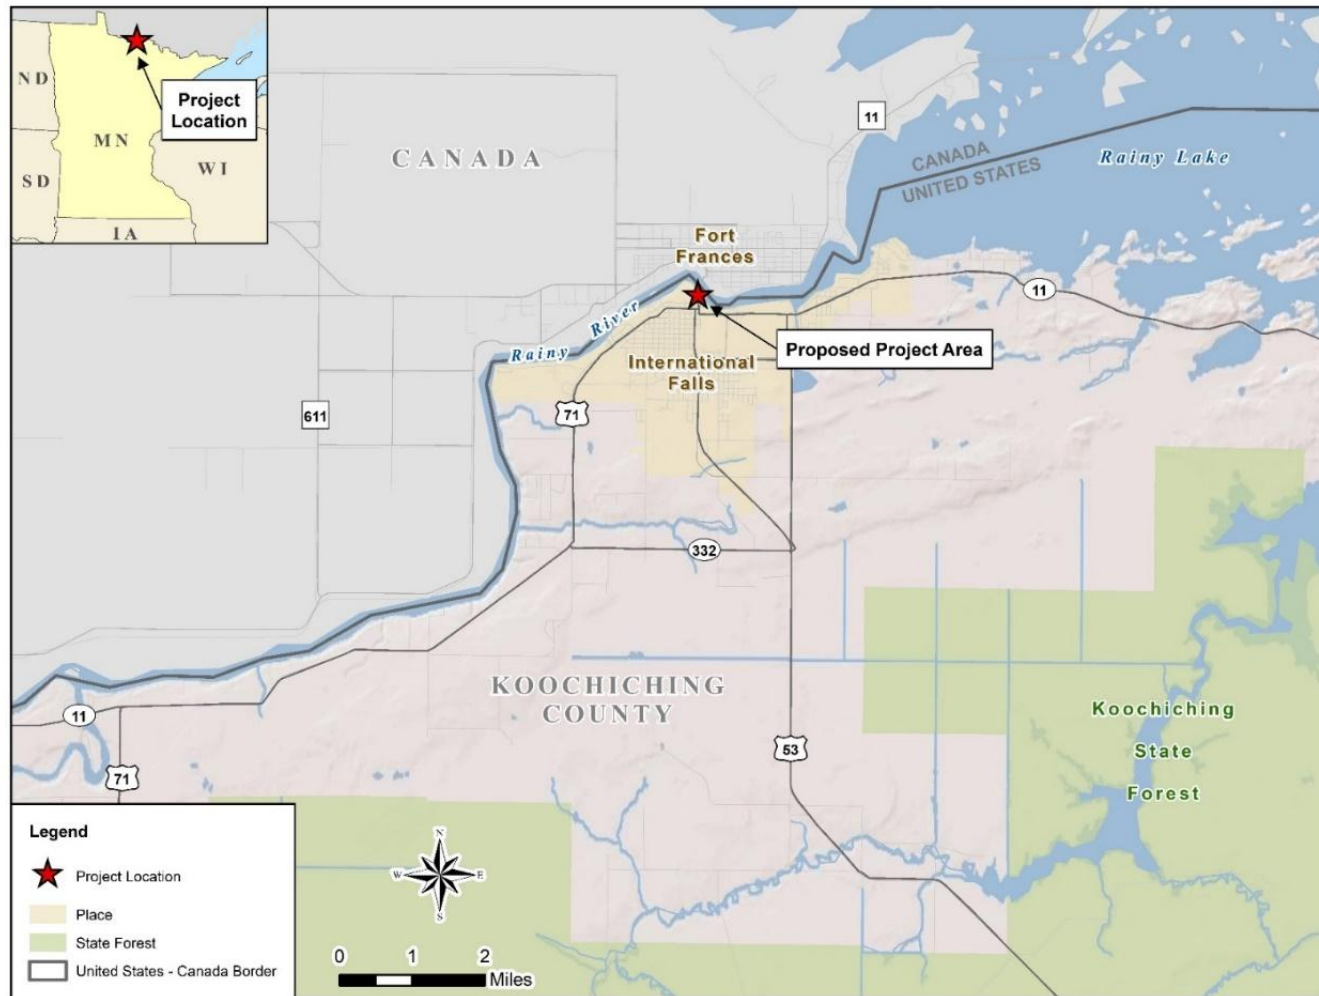 ND
MN
SD
WI
IA
Project
Location
CANADA
11
CANADA
UNITED STATES
Rainy Lake
Fort
Frances
11
Rainy River
Proposed Project Area
International
Falls
611
71
332
KOOCHICHING
COUNTY
11
71
53
Koochiching
State
Forest
Legend
Project Location
Place
State Forest
United States - Canada Border
N
W
E
S
0 1 2
Miles